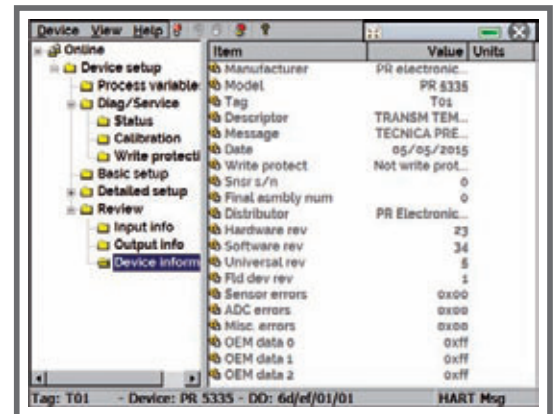 Device View Help
Online
Device setup
Process variable
Diag/Service
Status
Calibration
Write protecti
Basic setup
Detailed setup
Review
Input info
Output info
Device inform
Item Value Units
Manufacturer PR electronic...
Model PR 5335
Tag T01
Descriptor TRANSM TEM...
Message TECNICA PRE...
Date 05/05/2015
Write protect Not write prot...
Snsr s/n 0
Final asmbly num 0
Distributor PR Electronic...
Hardware rev 23
Software rev 34
Universal rev 5
Fld dev rev 1
Sensor errors 0x00
ADC errors 0x00
Misc. errors 0x00
OEM data 0 0xff
OEM data 1 0xff
OEM data 2 0xff
Tag: T01 - Device: PR 5335 - DD: 6d/ef/01/01 HART Msg